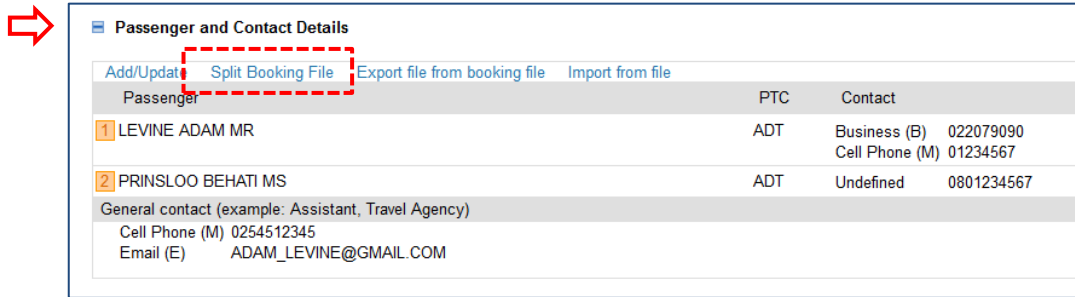 Passenger and Contact Details
Add/Update Split Booking File Export file from booking file Import from file
Passenger PTC Contact
1 LEVINE ADAM MR ADT Business (B) 022079090
Cell Phone (M) 01234567
2 PRINSLOO BEHATI MS ADT Undefined 0801234567
General contact (example: Assistant, Travel Agency)
Cell Phone (M) 0254512345
Email (E) ADAM_LEVINE@GMAIL.COM